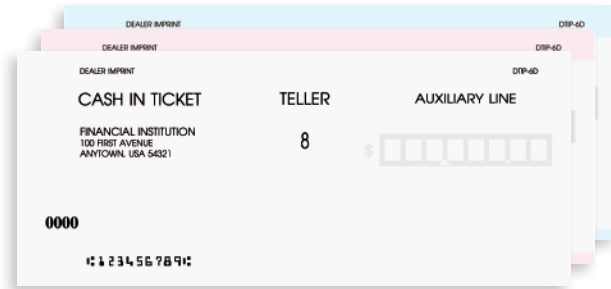 DEALER IMPRINT DTIP-6D
DEALER IMPRINT DTIP-6D
DEALER IMPRINT DTIP-6D
CASH IN TICKET TELLER AUXILIARY LINE
FINANCIAL INSTITUTION
100 FIRST AVENUE
ANYTOWN, USA 54321
8
$
0000
⑆123456789⑆